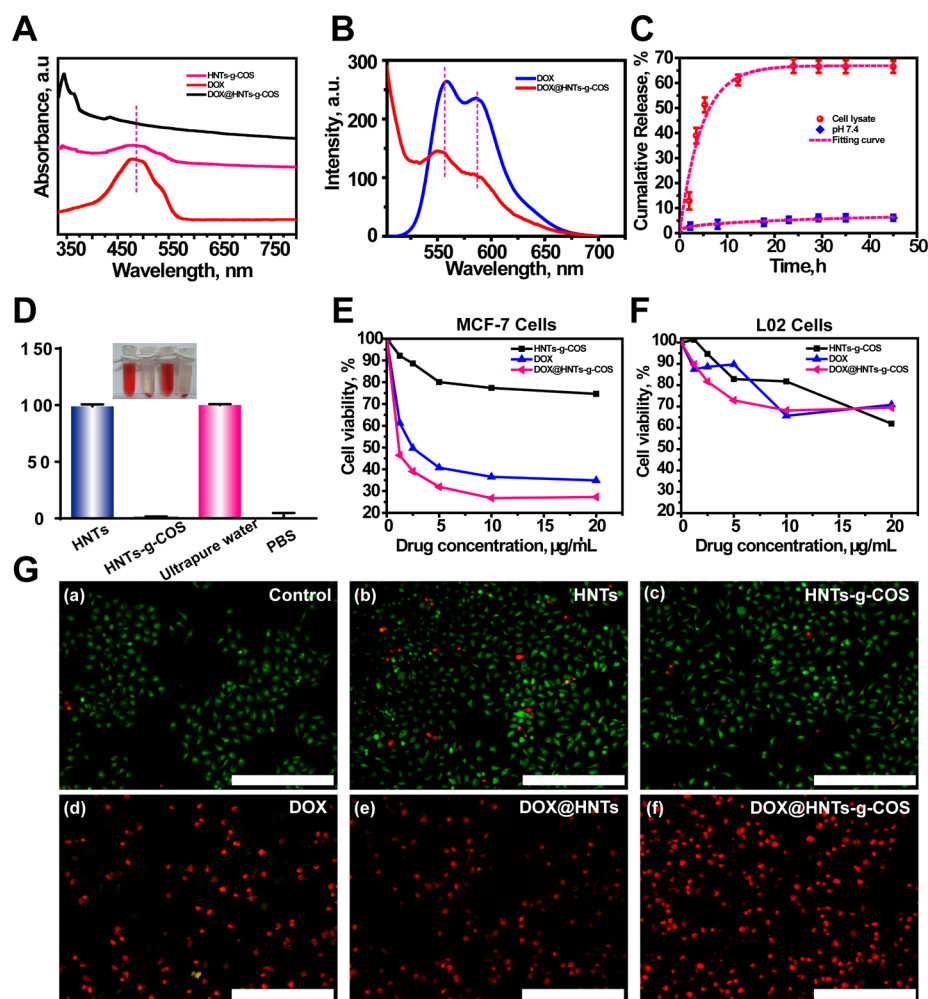 A
Absorbance, a.u
HNTs-g-COS
DOX
DOX@HNTs-g-COS
350 450 550 650 750
Wavelength, nm
B
Intensity, a.u.
300
200
100
0
DOX
DOX@HNTs-g-COS
550 600 650 700
Wavelength, nm
C
Cumalative Release, %
70
60
50
40
30
20
10
0
Cell lysate
pH 7.4
Fitting curve
0 10 20 30 40 50
Time, h
D
150
100
50
0
HNTs
HNTs-g-COS
Ultrapure water
PBS
E
MCF-7 Cells
Cell viability, %
100
90
80
70
60
50
40
30
20
HNTs-g-COS
DOX
DOX@HNTs-g-COS
0 5 10 15 20
Drug concentration, µg/mL
F
L02 Cells
Cell viability, %
100
90
80
70
60
50
40
30
20
HNTs-g-COS
DOX
DOX@HNTs-g-COS
0 5 10 15 20
Drug concentration, µg/mL
G
(a) Control
(b) HNTs
(c) HNTs-g-COS
(d) DOX
(e) DOX@HNTs
(f) DOX@HNTs-g-COS